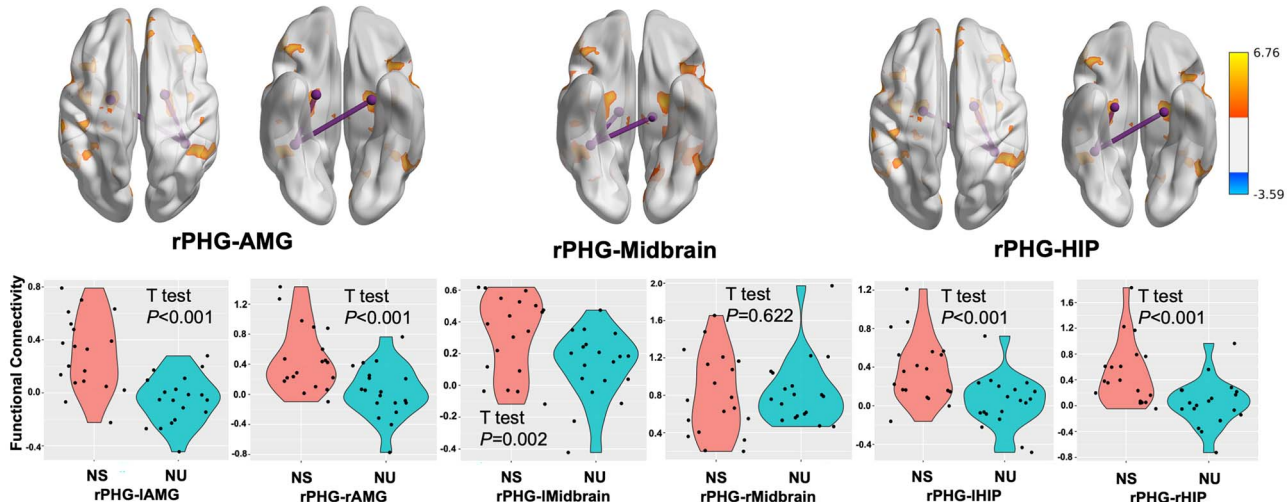 6.76
-3.59
rPHG-AMG
rPHG-Midbrain
rPHG-HIP
Functional Connectivity
0.8
0.4
0.0
-0.4
T test
P<0.001
NS
NU
rPHG-lAMG
1.2
0.8
0.4
0.0
-0.4
-0.8
T test
P<0.001
NS
NU
rPHG-rAMG
0.6
0.4
0.2
0.0
-0.2
-0.4
T test
P=0.002
NS
NU
rPHG-lMidbrain
2.0
1.6
1.2
0.8
0.4
T test
P=0.622
NS
NU
rPHG-rMidbrain
1.2
0.8
0.4
0.0
-0.4
T test
P<0.001
NS
NU
rPHG-lHIP
1.6
1.2
0.8
0.4
0.0
-0.4
-0.8
T test
P<0.001
NS
NU
rPHG-rHIP